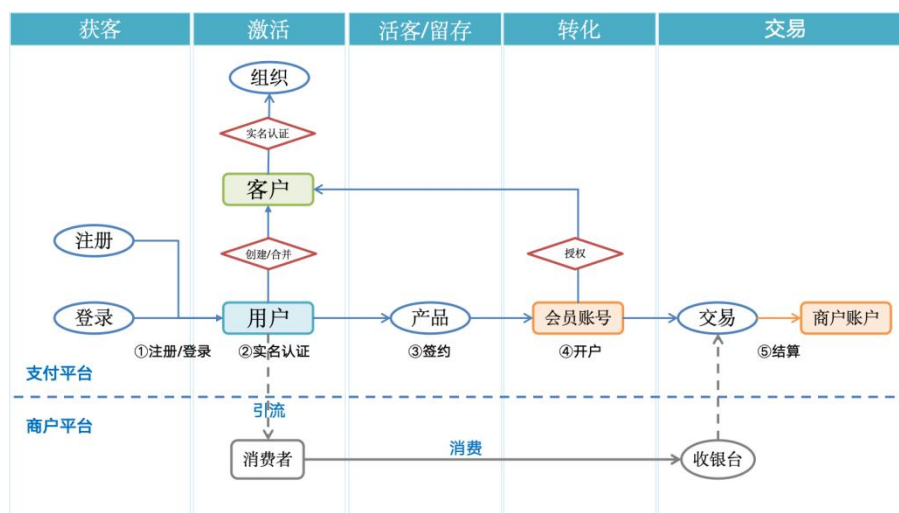 获客
激活
活客/留存
转化
交易
组织
实名认证
客户
注册
创建/合并
授权
登录
用户
产品
会员账号
交易
商户账户
①注册/登录
②实名认证
③签约
④开户
⑤结算
支付平台
引流
商户平台
消费
消费者
收银台